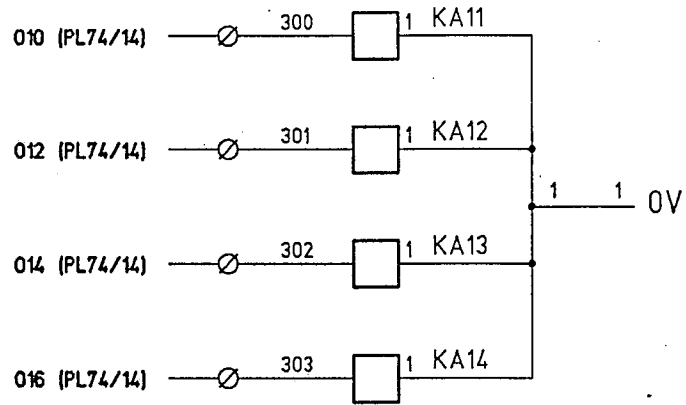 010 (PL74/14) 300 1 KA11
012 (PL74/14) 301 1 KA12
1 1 0V
014 (PL74/14) 302 1 KA13
016 (PL74/14) 303 1 KA14